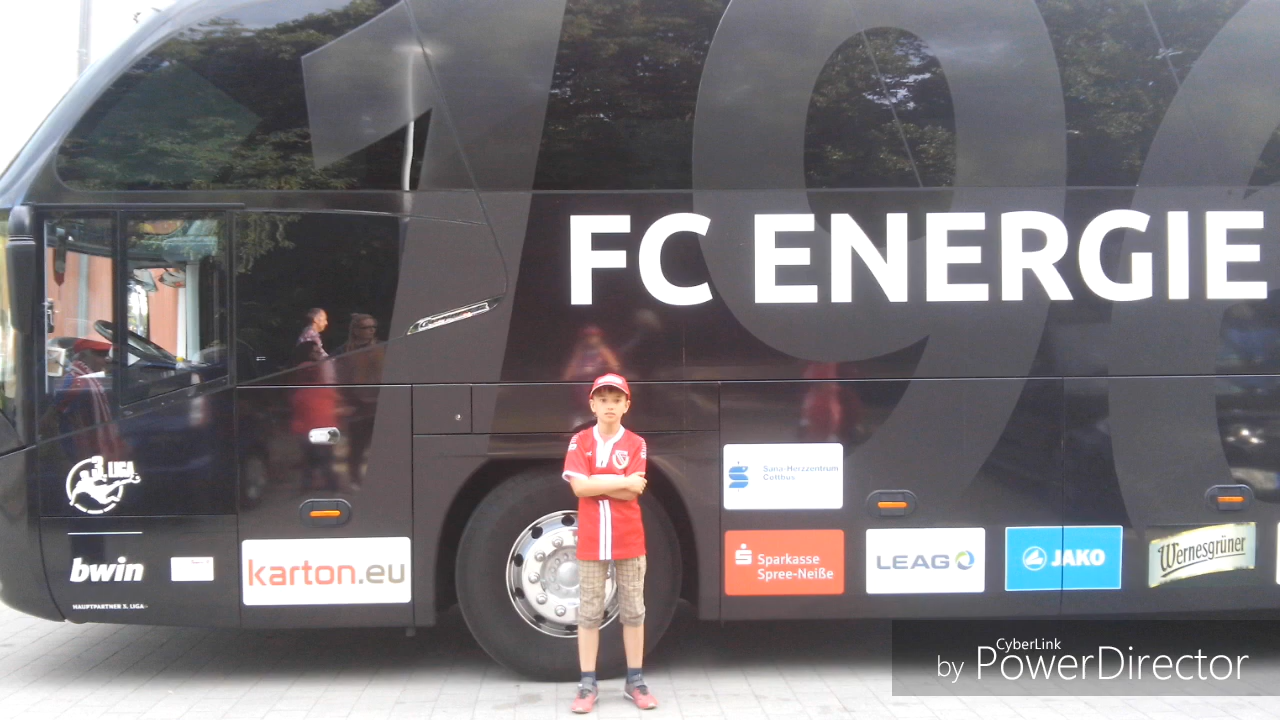 196
FC ENERGIE
3. LIGA
bwin
HAUPTPARTNER 3. LIGA
karton.eu
Sana-Herzzentrum
Cottbus
Sparkasse
Spree-Neiße
LEAG
JAKO
Wernesgrüner
CyberLink
by PowerDirector